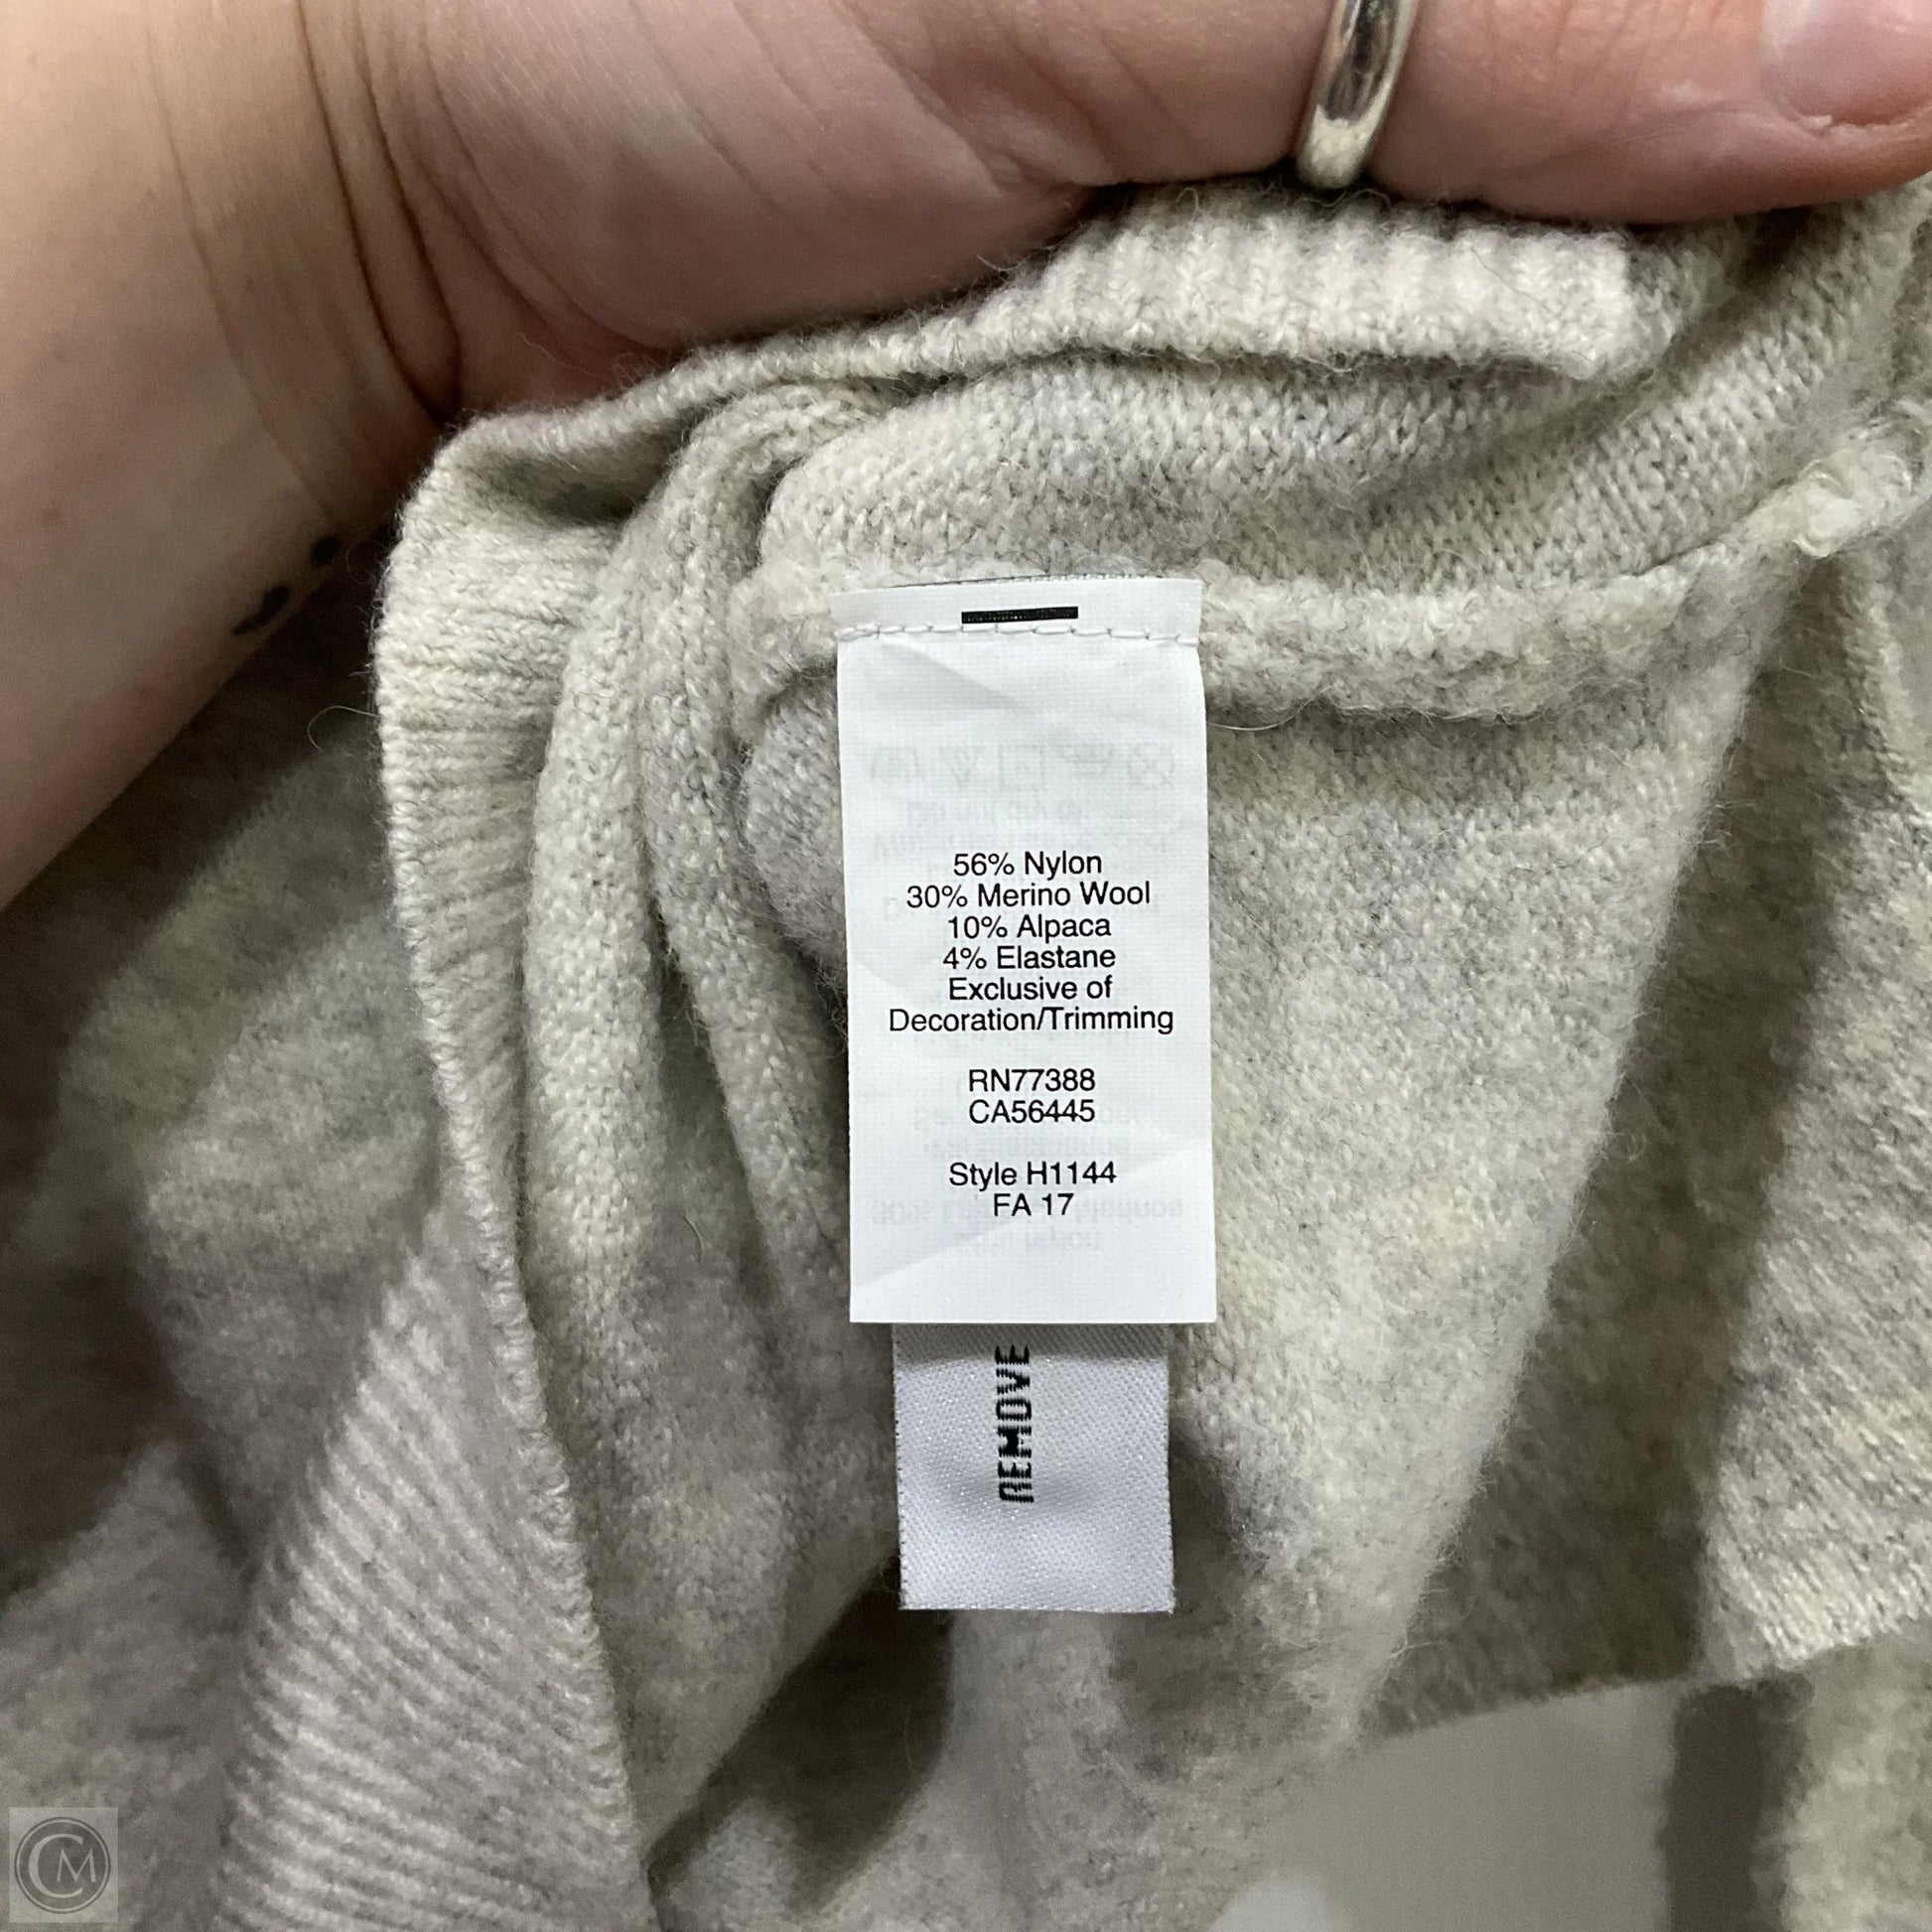 56% Nylon
30% Merino Wool
10% Alpaca
4% Elastane
Exclusive of
Decoration/Trimming
RN77388
CA56445
Style H1144
FA 17
REMOVE
CM